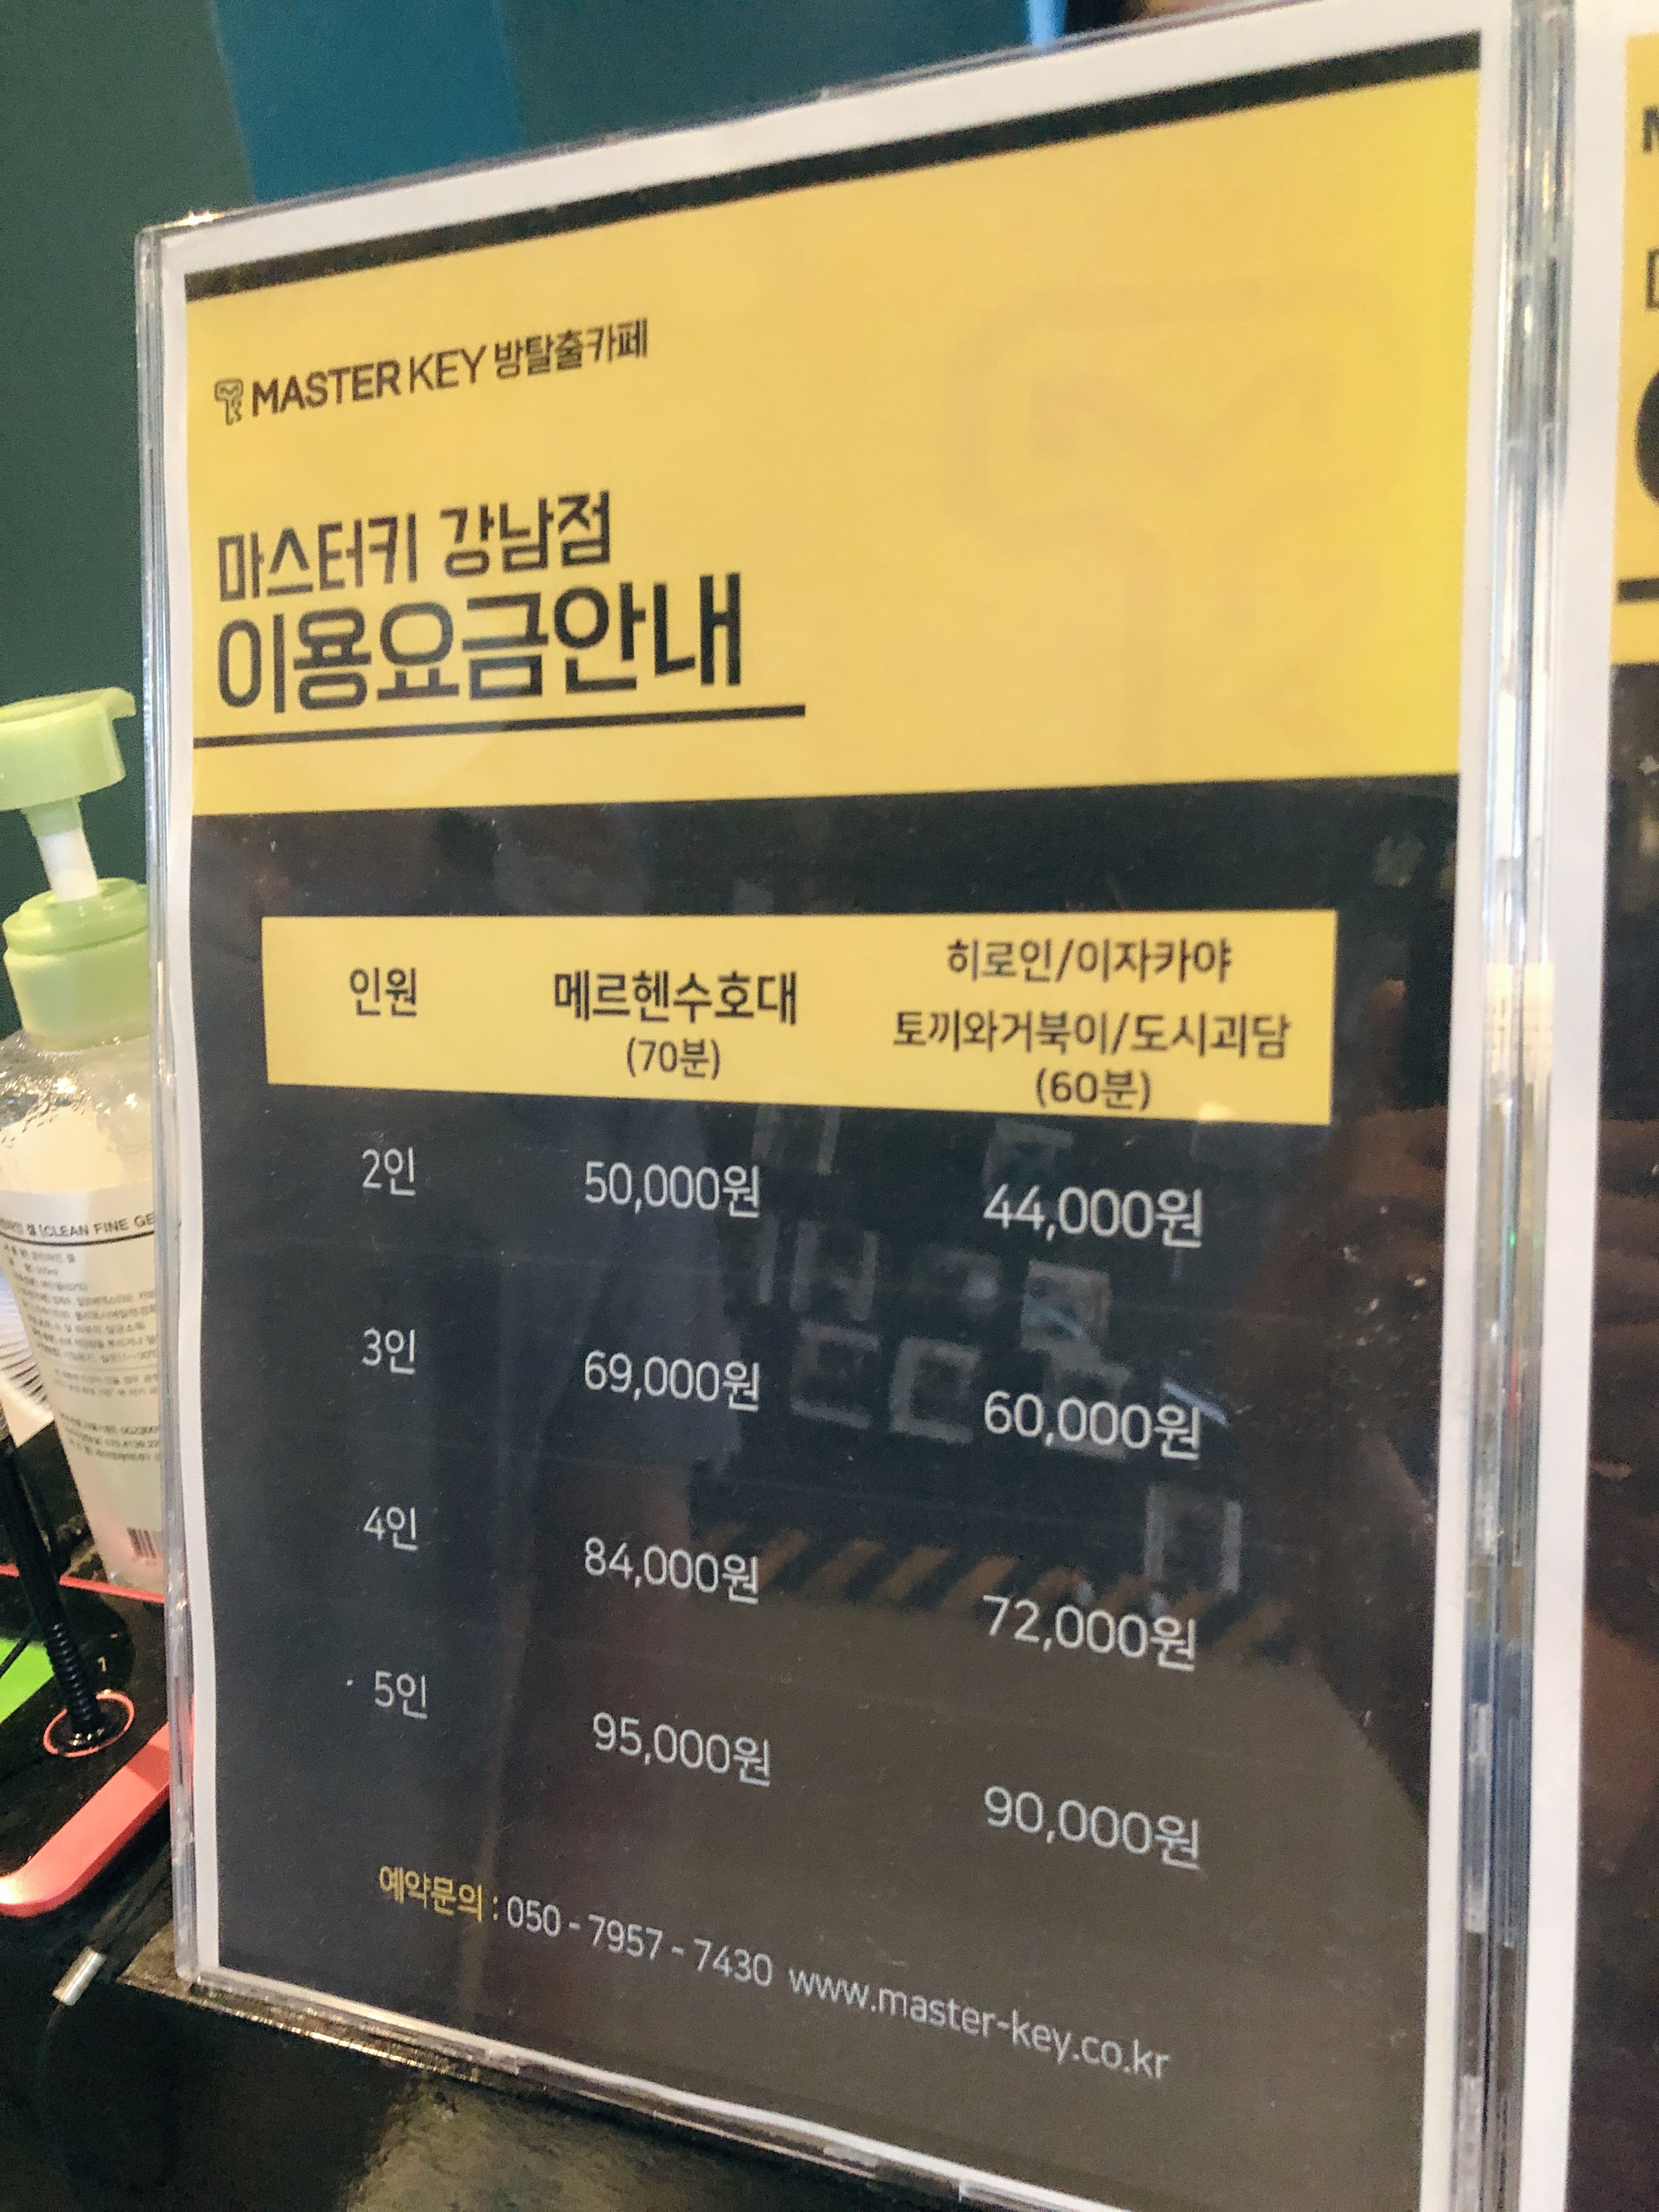 MASTER KEY 방탈출카페
마스터키 강남점
이용요금안내
인원
메르헨수호대
(70분)
히로인/이자카야
토끼와거북이/도시괴담
(60분)
2인 50,000원 44,000원
3인 69,000원 60,000원
4인 84,000원 72,000원
5인 95,000원 90,000원
예약문의 : 050 - 7957 - 7430 www.master-key.co.kr
[CLEAN FINE GE